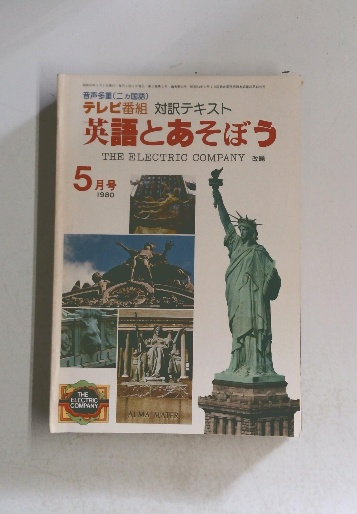 音声多重(二ヵ国語)
テレビ番組 対訳テキスト
英語とあそぼう
THE ELECTRIC COMPANY 改題
5月号
1980
THE
ELECTRIC
COMPANY
ALMA MATER